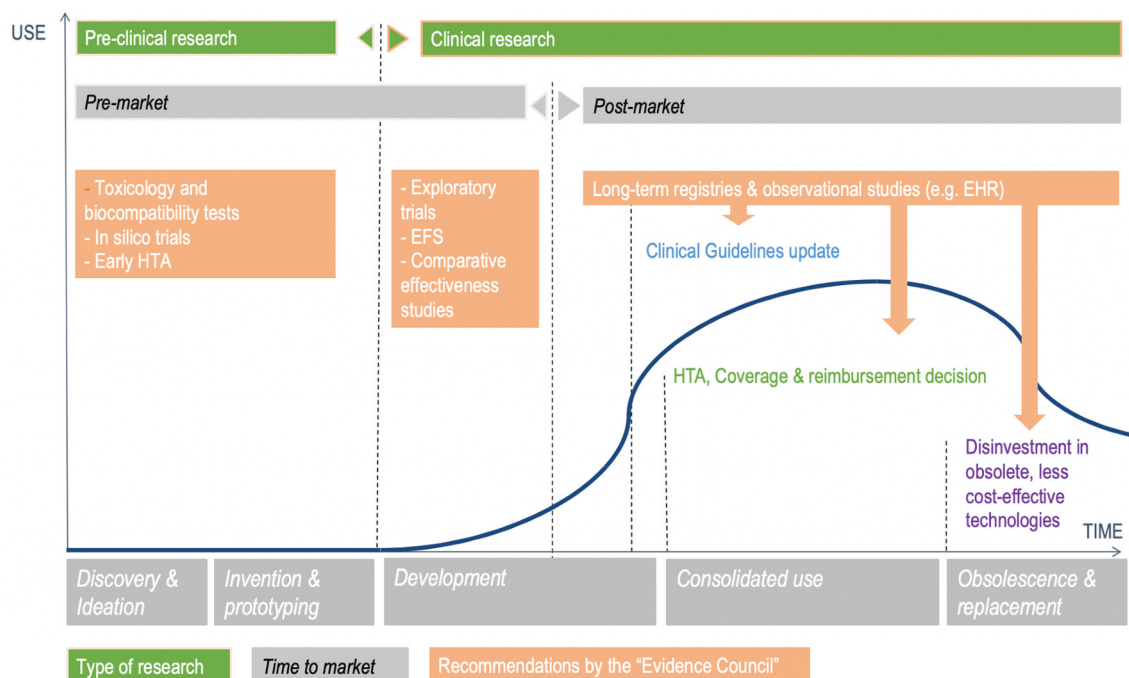 USE
Pre-clinical research
Clinical research
Pre-market
Post-market
- Toxicology and
biocompatibility tests
- In silico trials
- Early HTA
- Exploratory
trials
- EFS
- Comparative
effectiveness
studies
Long-term registries & observational studies (e.g. EHR)
Clinical Guidelines update
HTA, Coverage & reimbursement decision
Disinvestment in
obsolete, less
cost-effective
technologies
TIME
Discovery &
Ideation
Invention &
prototyping
Development
Consolidated use
Obsolescence &
replacement
Type of research
Time to market
Recommendations by the “Evidence Council”